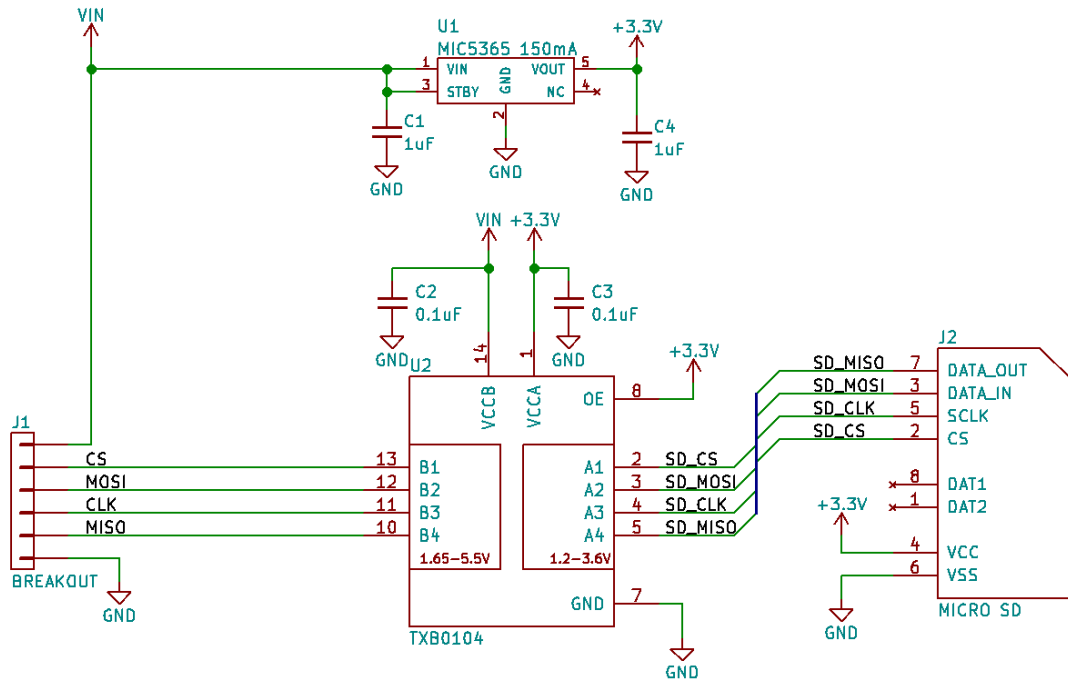 VIN
U1
MIC5365 150mA
+3.3V
1 VIN VOUT 5
3 STBY GND NC 4
2
C1
1uF
C4
1uF
GND
GND
GND
VIN +3.3V
C2
0.1uF
C3
0.1uF
GND
GND
U2
14
1
+3.3V
VCCB
VCCA
OE 8
J1
CS 13 B1 A1 2 SD_CS
MOSI 12 B2 A2 3 SD_MOSI
CLK 11 B3 A3 4 SD_CLK
MISO 10 B4 A4 5 SD_MISO
1.65-5.5V 1.2-3.6V
BREAKOUT
GND
GND 7
TXB0104
GND
J2
SD_MISO 7 DATA_OUT
SD_MOSI 3 DATA_IN
SD_CLK 5 SCLK
SD_CS 2 CS
8 DAT1
1 DAT2
+3.3V
4 VCC
6 VSS
GND
MICRO SD